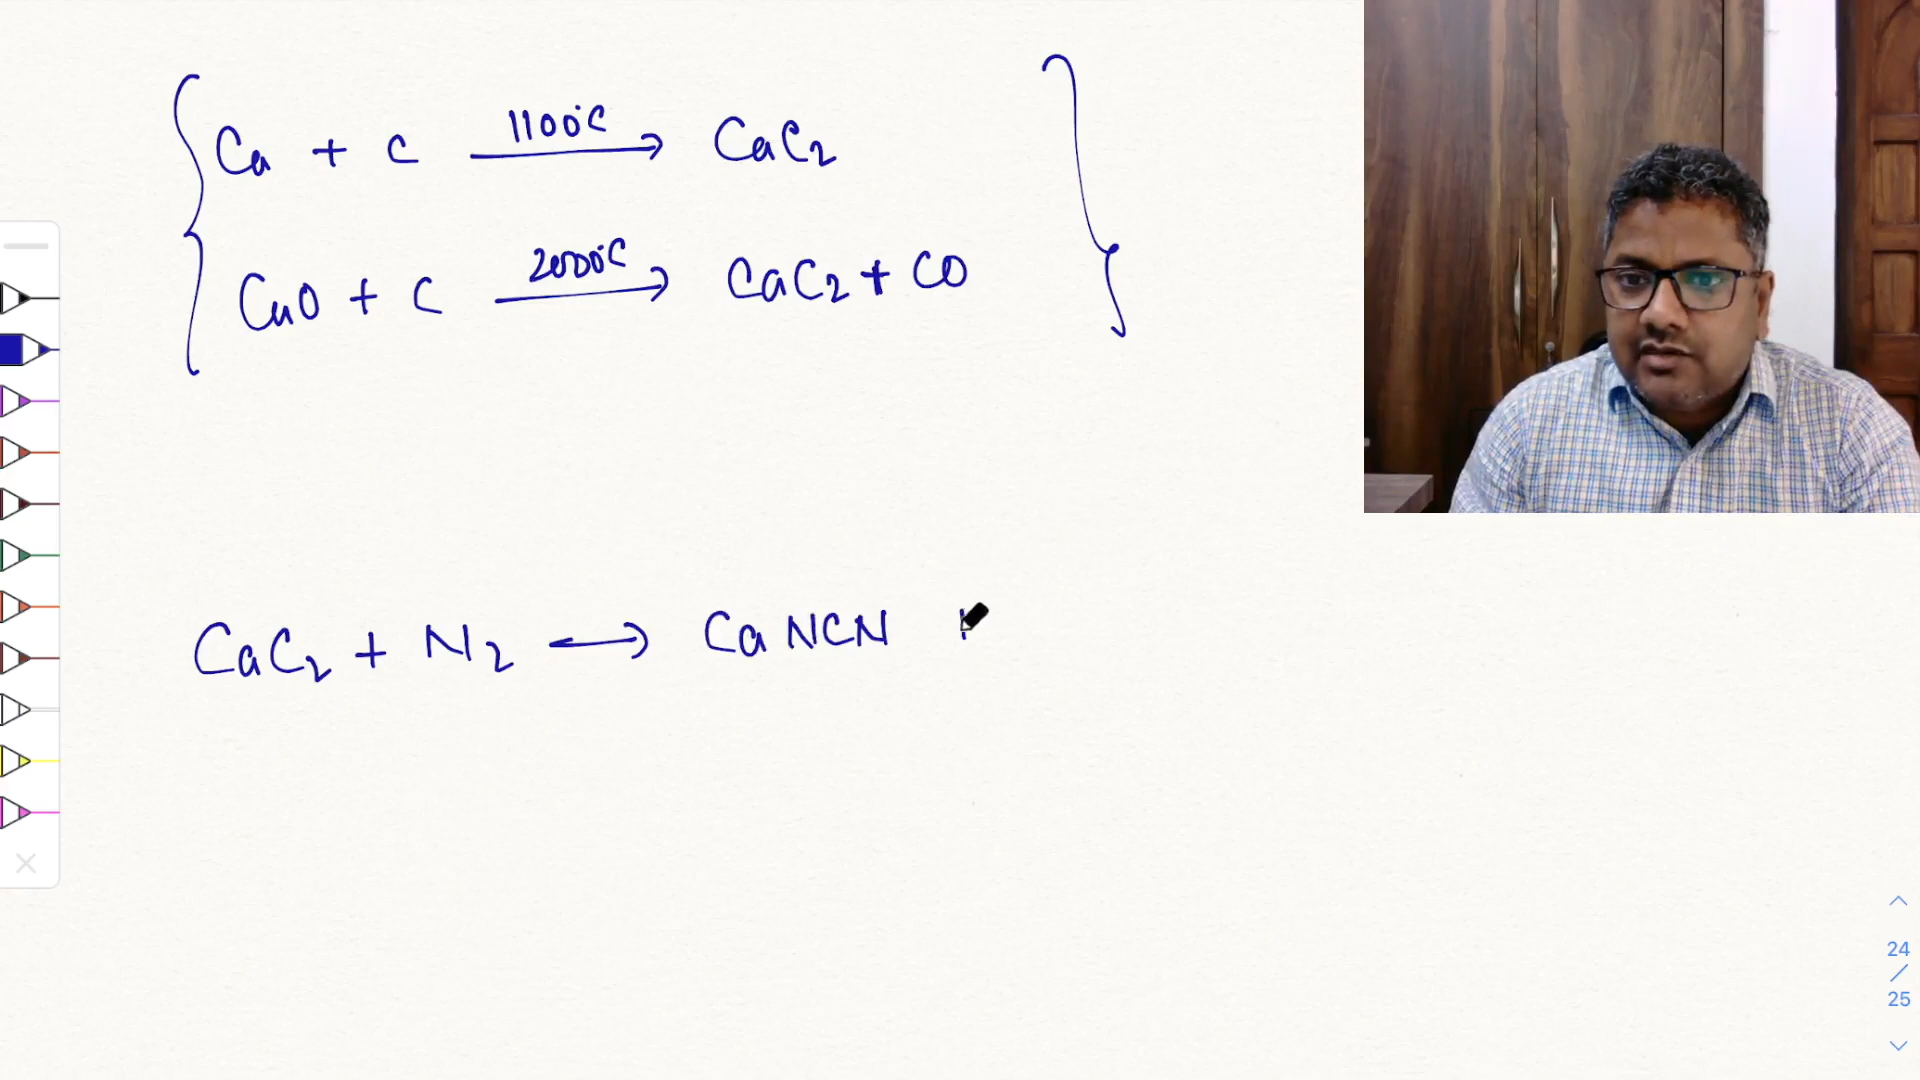 Ca + C 1100°C → CaC2
CaO + C 2000°C → CaC2 + CO
CaC2 + N2 ↔ CaNCN
24
/
25